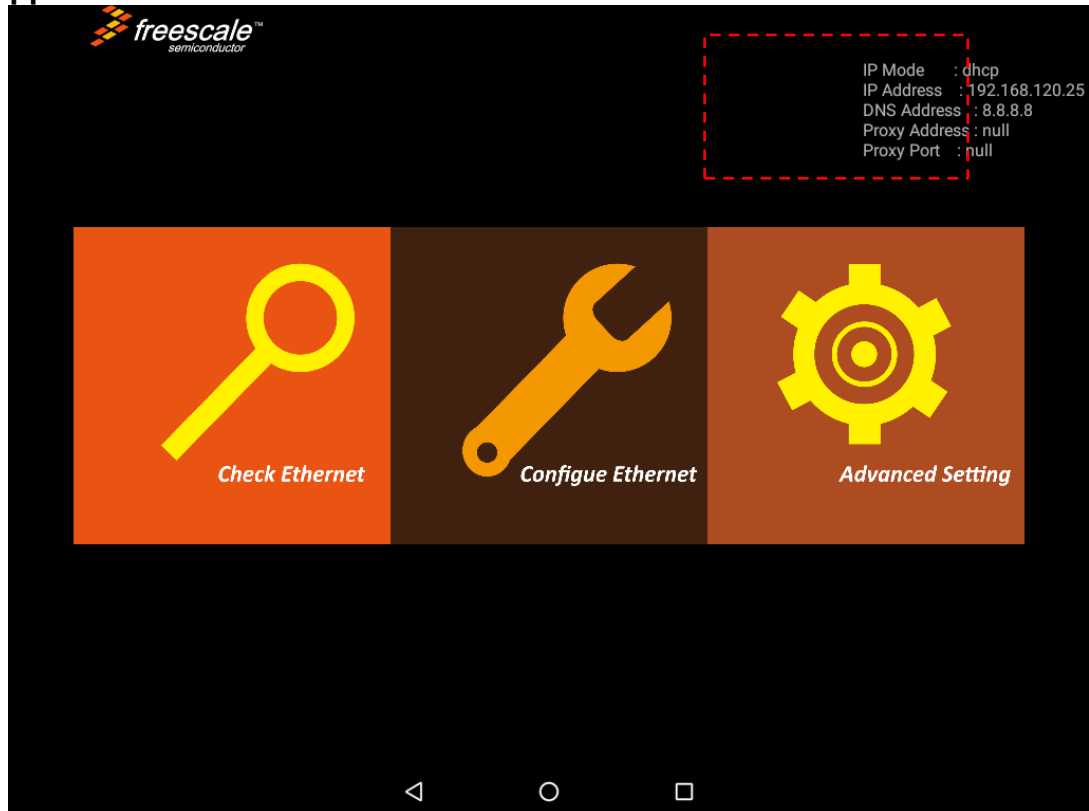 freescale™
semiconductor
IP Mode : dhcp
IP Address : 192.168.120.25
DNS Address : 8.8.8.8
Proxy Address : null
Proxy Port : null
Check Ethernet
Configue Ethernet
Advanced Setting